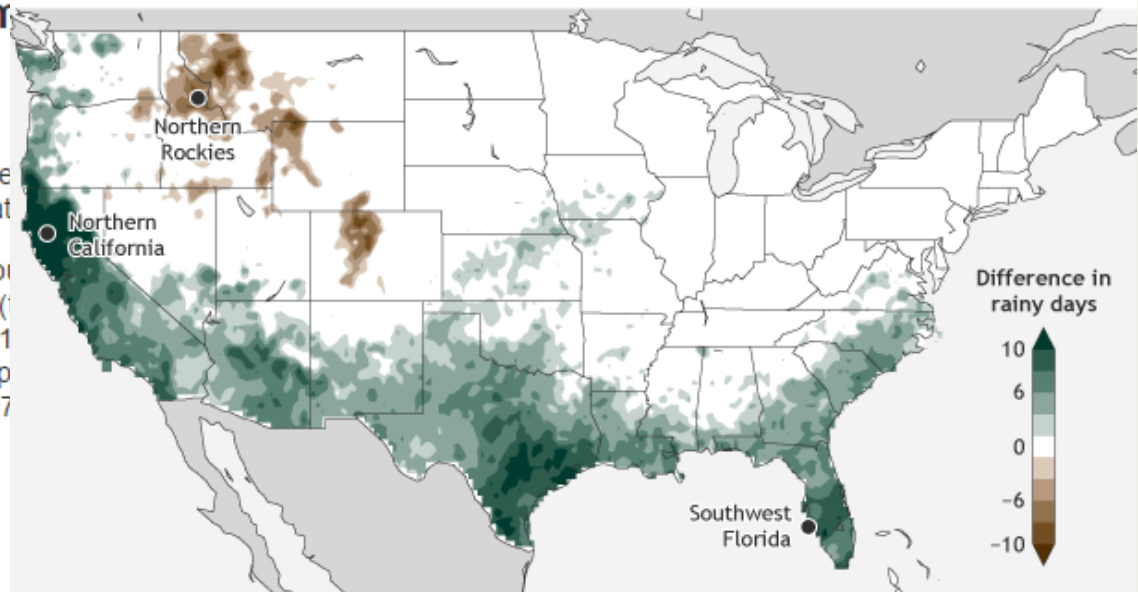 Northern
Rockies
Northern
California
Southwest
Florida
Difference in
rainy days
10
6
0
−6
−10